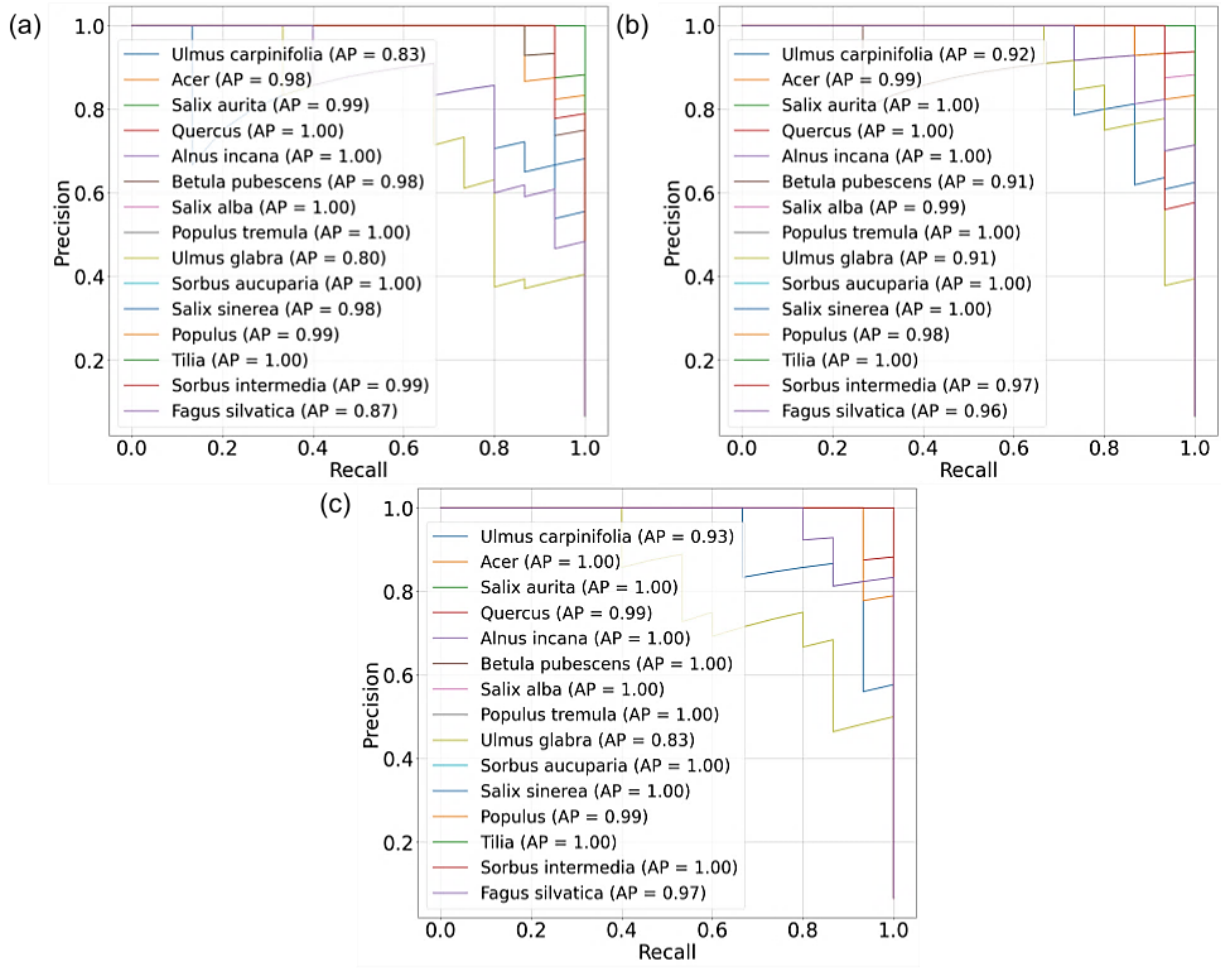 (a)
1.0
0.8
0.6
0.4
0.2
Precision
Ulmus carpinifolia (AP = 0.83)
Acer (AP = 0.98)
Salix aurita (AP = 0.99)
Quercus (AP = 1.00)
Alnus incana (AP = 1.00)
Betula pubescens (AP = 0.98)
Salix alba (AP = 1.00)
Populus tremula (AP = 1.00)
Ulmus glabra (AP = 0.80)
Sorbus aucuparia (AP = 1.00)
Salix sinerea (AP = 0.98)
Populus (AP = 0.99)
Tilia (AP = 1.00)
Sorbus intermedia (AP = 0.99)
Fagus silvatica (AP = 0.87)
0.0 0.2 0.4 0.6 0.8 1.0
Recall
(b)
1.0
0.8
0.6
0.4
0.2
Precision
Ulmus carpinifolia (AP = 0.92)
Acer (AP = 0.99)
Salix aurita (AP = 1.00)
Quercus (AP = 1.00)
Alnus incana (AP = 1.00)
Betula pubescens (AP = 0.91)
Salix alba (AP = 0.99)
Populus tremula (AP = 1.00)
Ulmus glabra (AP = 0.91)
Sorbus aucuparia (AP = 1.00)
Salix sinerea (AP = 1.00)
Populus (AP = 0.98)
Tilia (AP = 1.00)
Sorbus intermedia (AP = 0.97)
Fagus silvatica (AP = 0.96)
0.0 0.2 0.4 0.6 0.8 1.0
Recall
(c)
1.0
0.8
0.6
0.4
0.2
Precision
Ulmus carpinifolia (AP = 0.93)
Acer (AP = 1.00)
Salix aurita (AP = 1.00)
Quercus (AP = 0.99)
Alnus incana (AP = 1.00)
Betula pubescens (AP = 1.00)
Salix alba (AP = 1.00)
Populus tremula (AP = 1.00)
Ulmus glabra (AP = 0.83)
Sorbus aucuparia (AP = 1.00)
Salix sinerea (AP = 1.00)
Populus (AP = 0.99)
Tilia (AP = 1.00)
Sorbus intermedia (AP = 1.00)
Fagus silvatica (AP = 0.97)
0.0 0.2 0.4 0.6 0.8 1.0
Recall